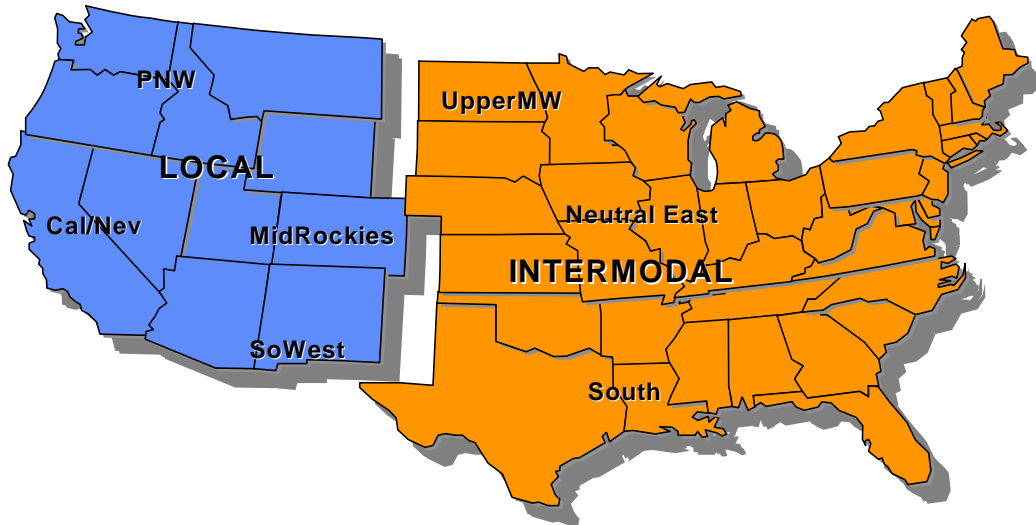 PNW
UpperMW
LOCAL
Cal/Nev
MidRockies
Neutral East
INTERMODAL
SoWest
South